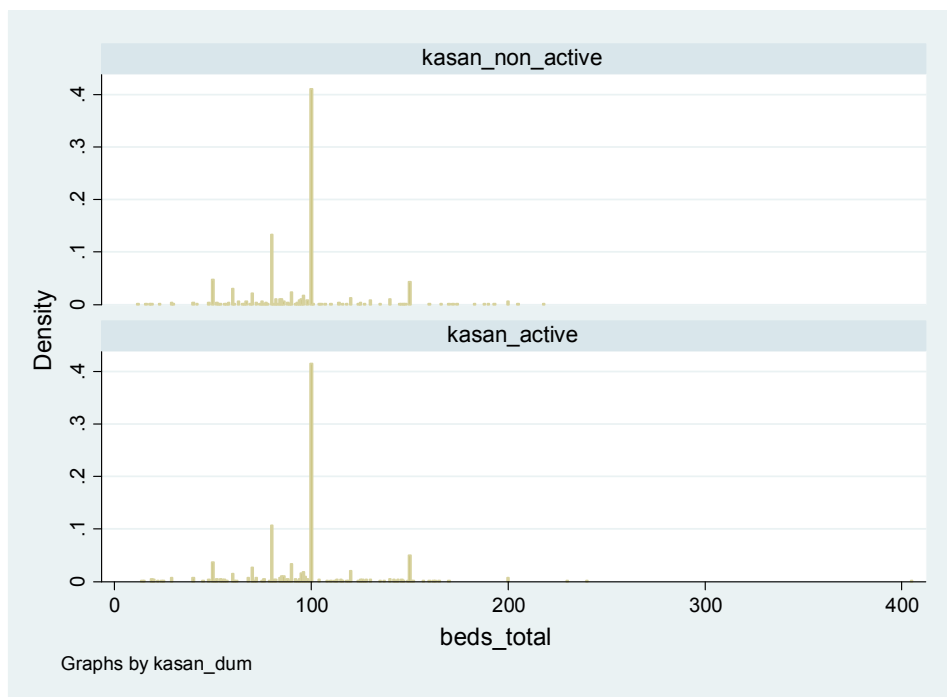 kasan_non_active
.4
.3
.2
.1
0
kasan_active
.4
.3
.2
.1
0
Density
0 100 200 300 400
beds_total
Graphs by kasan_dum